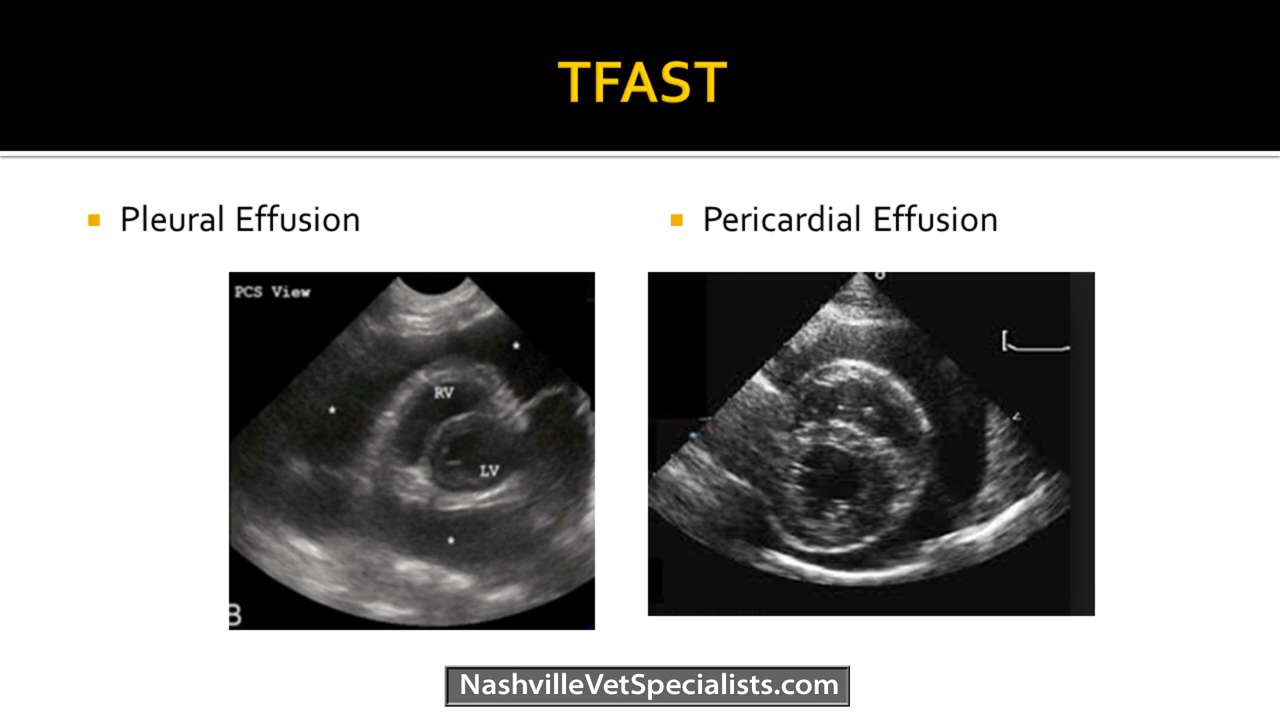 TFAST
Pleural Effusion
Pericardial Effusion
PCS View
RV
LV
NashvilleVetSpecialists.com